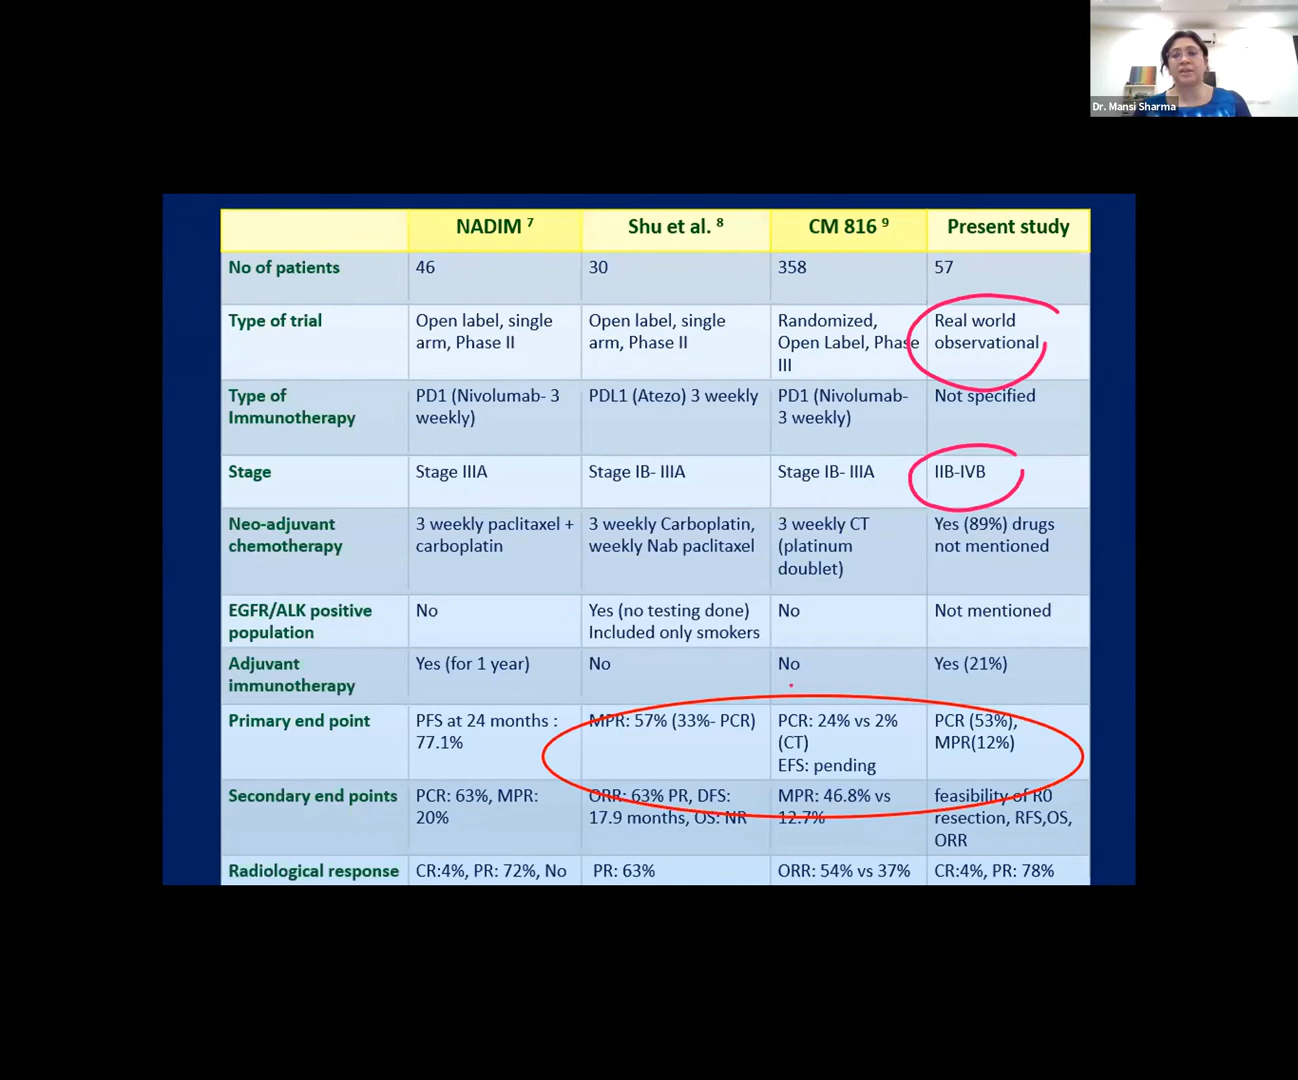 Dr. Mansi Sharma
NADIM 7 Shu et al. 8 CM 816 9 Present study
No of patients 46 30 358 57
Type of trial Open label, single Open label, single Randomized, Real world
arm, Phase II arm, Phase II Open Label, Phase observational
III
Type of PD1 (Nivolumab- 3 PDL1 (Atezo) 3 weekly PD1 (Nivolumab- Not specified
Immunotherapy weekly) 3 weekly)
Stage Stage IIIA Stage IB- IIIA Stage IB- IIIA IIB-IVB
Neo-adjuvant 3 weekly paclitaxel + 3 weekly Carboplatin, 3 weekly CT Yes (89%) drugs
chemotherapy carboplatin weekly Nab paclitaxel (platinum not mentioned
doublet)
EGFR/ALK positive No Yes (no testing done) No Not mentioned
population Included only smokers
Adjuvant Yes (for 1 year) No No Yes (21%)
immunotherapy
Primary end point PFS at 24 months : MPR: 57% (33%- PCR) PCR: 24% vs 2% PCR (53%),
77.1% (CT) MPR(12%)
EFS: pending
Secondary end points PCR: 63%, MPR: ORR: 63% PR, DFS: MPR: 46.8% vs feasibility of R0
20% 17.9 months, OS: NR 12.7% resection, RFS,OS,
ORR
Radiological response CR:4%, PR: 72%, No PR: 63% ORR: 54% vs 37% CR:4%, PR: 78%